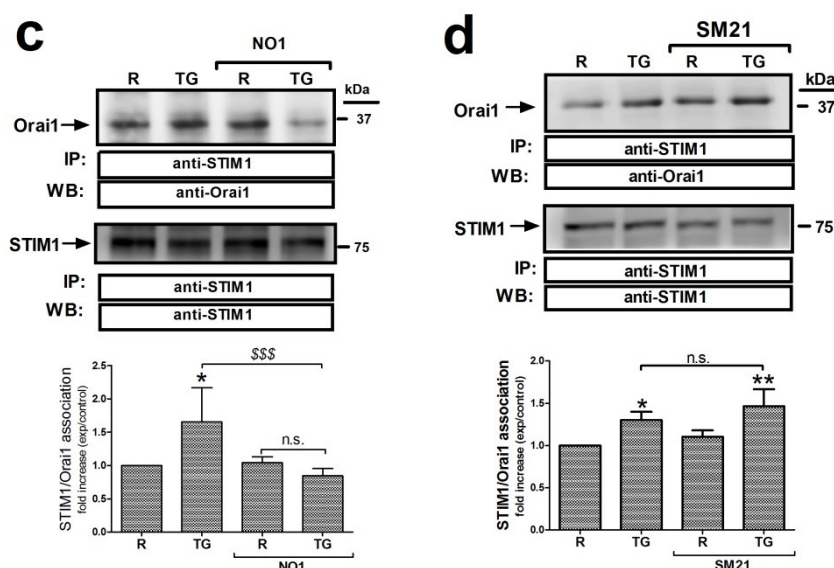 c
NO1
R TG R TG
kDa
Orai1 37
IP: anti-STIM1
WB: anti-Orai1
STIM1 75
IP: anti-STIM1
WB: anti-STIM1
STIM1/Orai1 association
fold increase (exp/control)
2.5
2.0
1.5
1.0
0.5
0.0
*
$$$
n.s.
R TG R TG
NO1
d
SM21
R TG R TG
kDa
Orai1 37
IP: anti-STIM1
WB: anti-Orai1
STIM1 75
IP: anti-STIM1
WB: anti-STIM1
STIM1/Orai1 association
fold increase (exp/control)
2.0
1.5
1.0
0.5
0.0
n.s.
*
**
R TG R TG
SM21